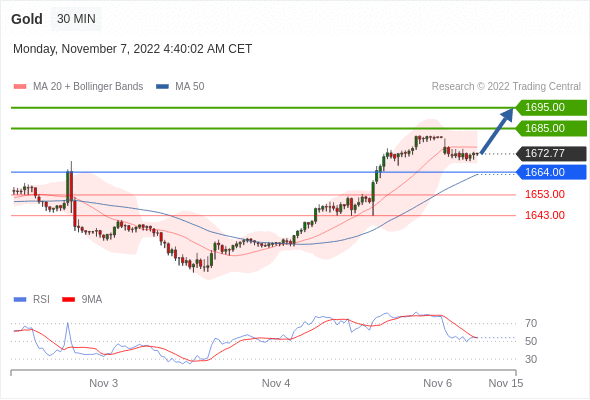 Gold 30 MIN
Monday, November 7, 2022 4:40:02 AM CET
MA 20 + Bollinger Bands MA 50 Research © 2022 Trading Central
1695.00
1685.00
1672.77
1664.00
1653.00
1643.00
RSI 9MA
70
50
30
Nov 3 Nov 4 Nov 6 Nov 15